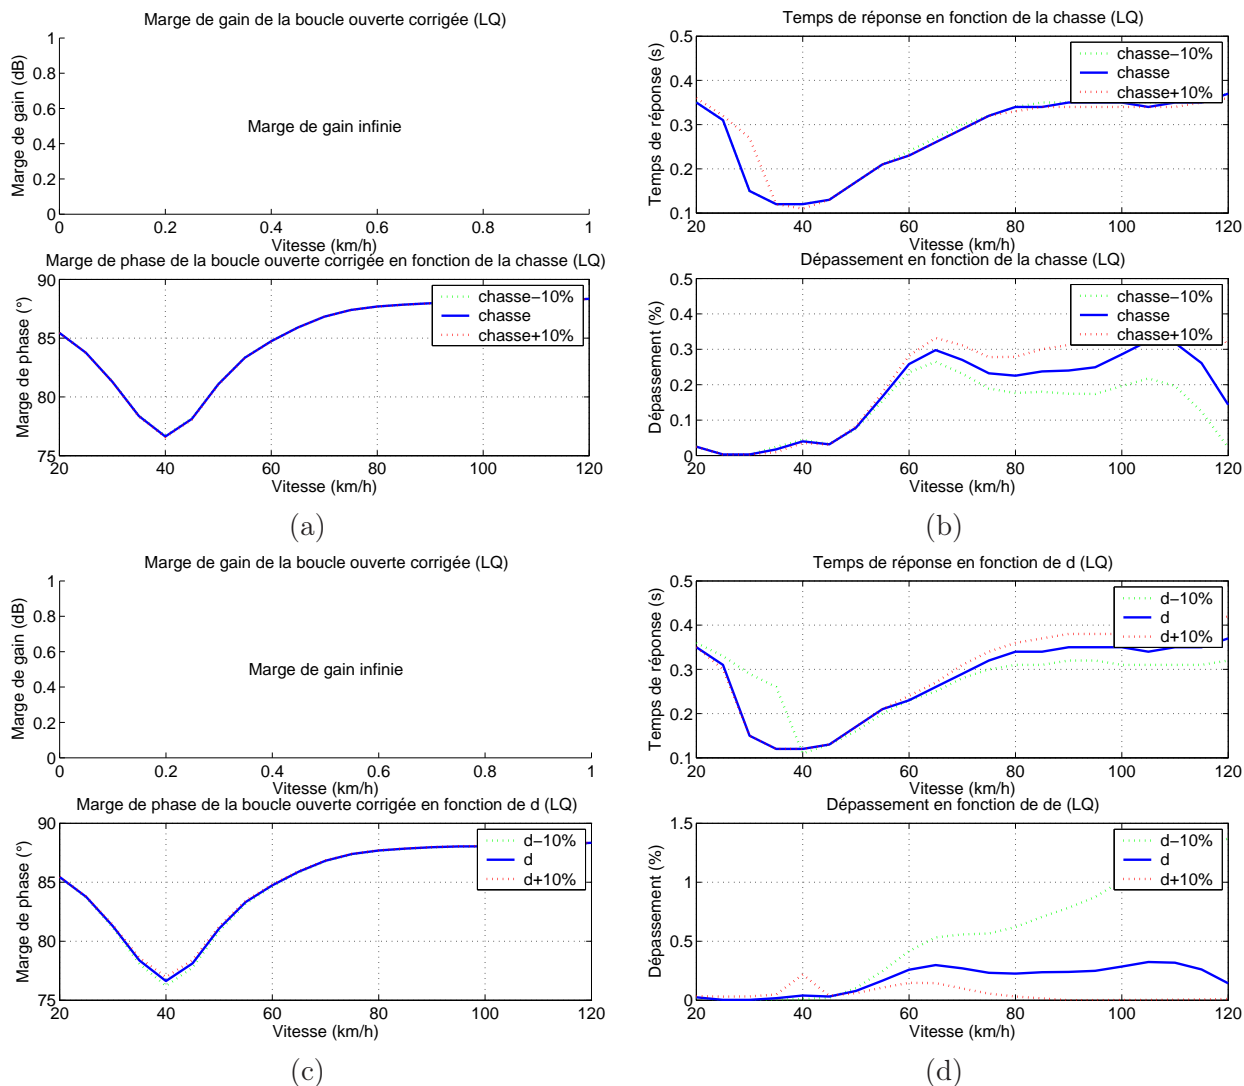 Marge de gain de la boucle ouverte corrigée (LQ)
Marge de gain (dB)
1
0.8
0.6
0.4
0.2
0
Marge de gain infinie
0 0.2 0.4 0.6 0.8 1
Vitesse (km/h)
Marge de phase de la boucle ouverte corrigée en fonction de la chasse (LQ)
Marge de phase (°)
90
85
80
75
chasse−10%
chasse
chasse+10%
20 40 60 80 100 120
Vitesse (km/h)
(a)
Temps de réponse en fonction de la chasse (LQ)
Temps de réponse (s)
0.5
0.4
0.3
0.2
0.1
chasse−10%
chasse
chasse+10%
20 40 60 80 100 120
Vitesse (km/h)
Dépassement en fonction de la chasse (LQ)
Dépassement (%)
0.5
0.4
0.3
0.2
0.1
0
chasse−10%
chasse
chasse+10%
20 40 60 80 100 120
Vitesse (km/h)
(b)
Marge de gain de la boucle ouverte corrigée (LQ)
Marge de gain (dB)
1
0.8
0.6
0.4
0.2
0
Marge de gain infinie
0 0.2 0.4 0.6 0.8 1
Vitesse (km/h)
Marge de phase de la boucle ouverte corrigée en fonction de d (LQ)
Marge de phase (°)
90
85
80
75
d−10%
d
d+10%
20 40 60 80 100 120
Vitesse (km/h)
(c)
Temps de réponse en fonction de d (LQ)
Temps de réponse (s)
0.5
0.4
0.3
0.2
0.1
d−10%
d
d+10%
20 40 60 80 100 120
Vitesse (km/h)
Dépassement en fonction de de (LQ)
Dépassement (%)
1.5
1
0.5
0
d−10%
d
d+10%
20 40 60 80 100 120
Vitesse (km/h)
(d)